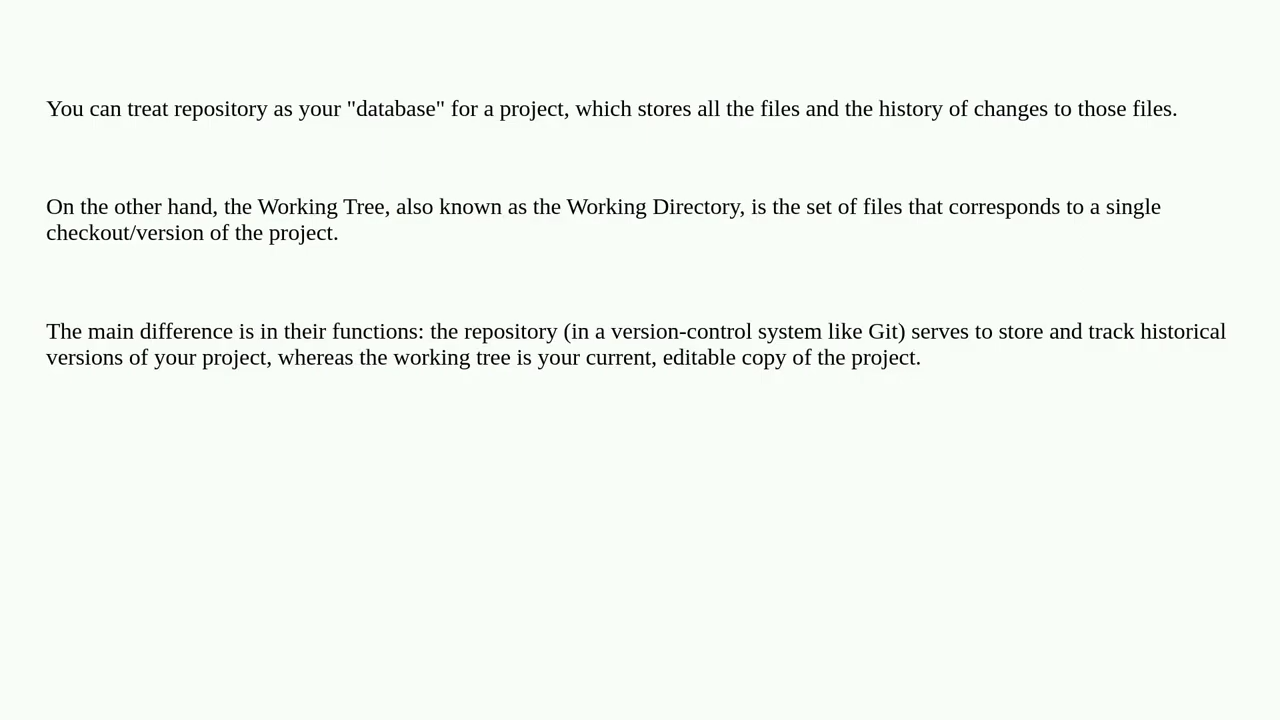 You can treat repository as your "database" for a project, which stores all the files and the history of changes to those files.
On the other hand, the Working Tree, also known as the Working Directory, is the set of files that corresponds to a single
checkout/version of the project.
The main difference is in their functions: the repository (in a version-control system like Git) serves to store and track historical
versions of your project, whereas the working tree is your current, editable copy of the project.